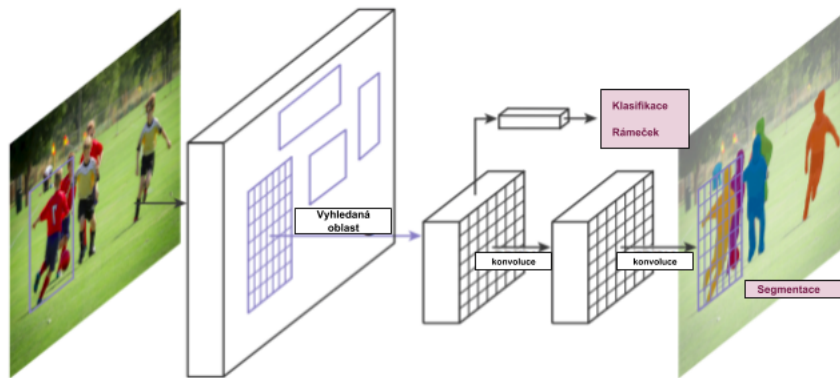 Klasifikace
Rámeček
Vyhledaná
oblast
konvoluce
konvoluce
Segmentace